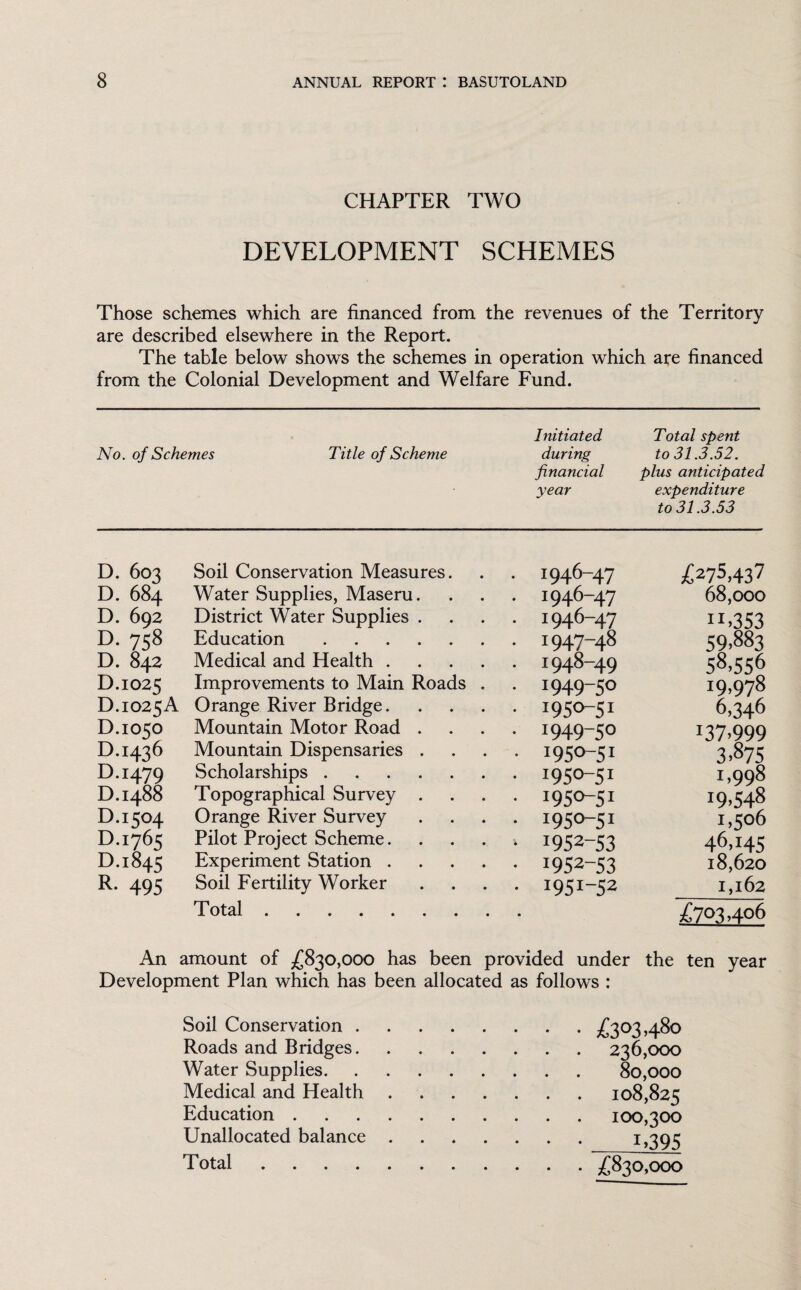 8 ANNUAL REPORT : BASUTOLAND
CHAPTER TWO
DEVELOPMENT SCHEMES
Those schemes which are financed from the revenues of the Territory
are described elsewhere in the Report.
The table below shows the schemes in operation which are financed
from the Colonial Development and Welfare Fund.
No. of Schemes Title of Scheme Initiated during financial year Total spent to 31.3.52. plus anticipated expenditure to 31.3.53
D. 603 Soil Conservation Measures. . . 1946-47 £275,437
D. 684 Water Supplies, Maseru. . . . 1946-47 68,000
D. 692 District Water Supplies . . . . 1946-47 11,353
D. 758 Education . . . . . . . 1947-48 59,883
D. 842 Medical and Health . . . . . 1948-49 58,556
D.1025 Improvements to Main Roads . . 1949-50 19,978
D.1025A Orange River Bridge. . . . . 1950-51 6,346
D.1050 Mountain Motor Road . . . . 1949-50 137,999
D.1436 Mountain Dispensaries . . . . 1950-51 3,875
D.1479 Scholarships . . . . . . . 1950-51 1,998
D.1488 Topographical Survey . . . . 1950-51 19,548
D.1504 Orange River Survey . . . . 1950-51 1,506
D.1765 Pilot Project Scheme. . . . . 1952-53 46,145
D.1845 Experiment Station . . . . . 1952-53 18,620
R. 495 Soil Fertility Worker . . . . 1951-52 1,162
Total . . . . . . . . . £703,406
An amount of £830,000 has been provided under the ten year
Development Plan which has been allocated as follows :
Soil Conservation . . . . . . . . £303,480
Roads and Bridges. . . . . . . . 236,000
Water Supplies. . . . . . . . . 80,000
Medical and Health . . . . . . . 108,825
Education . . . . . . . . . . 100,300
Unallocated balance . . . . . . . 1,395
Total . . . . . . . . . . . £830,000